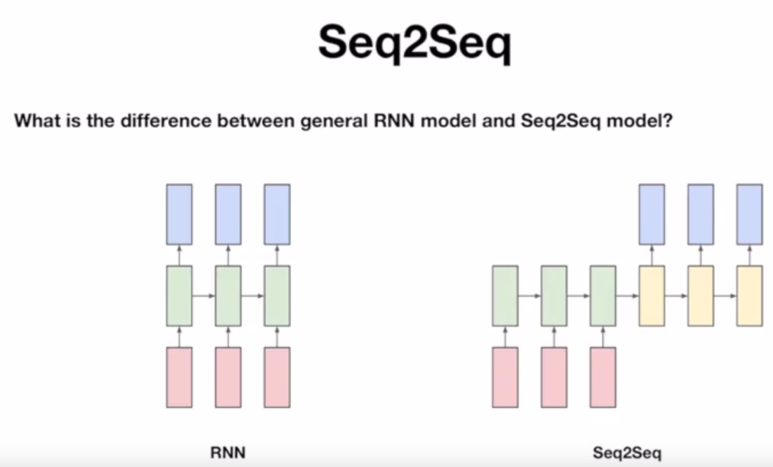 Seq2Seq
What is the difference between general RNN model and Seq2Seq model?
RNN
Seq2Seq